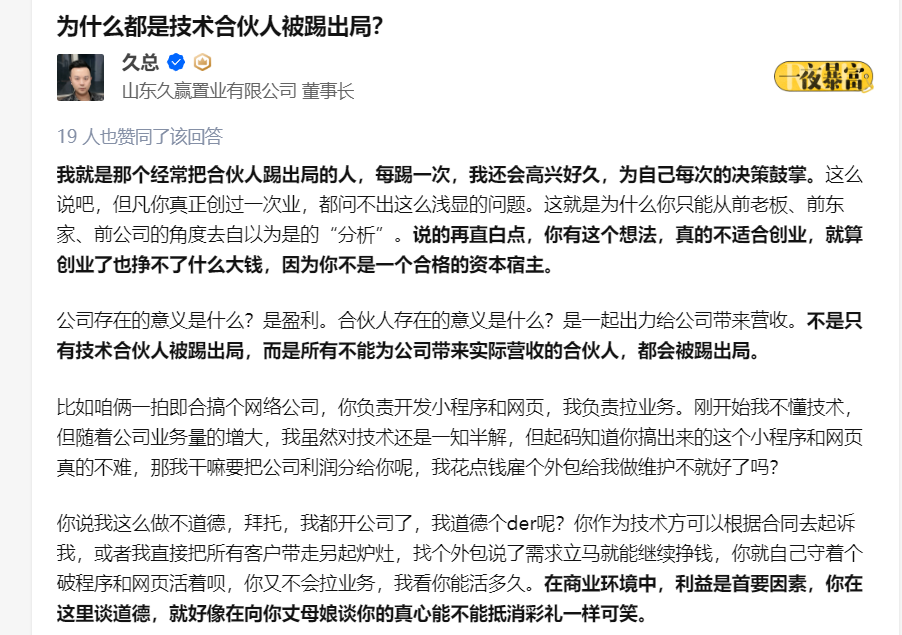 为什么都是技术合伙人被踢出局?
久总
山东久赢置业有限公司 董事长
一夜暴富
19 人也赞同了该回答
我就是那个经常把合伙人踢出局的人，每踢一次，我还会高兴好久，为自己每次的决策鼓掌。这么
说吧，但凡你真正创过一次业，都问不出这么浅显的问题。这就是为什么你只能从前老板、前东
家、前公司的角度去自以为是的“分析”。说的再直白点，你有这个想法，真的不适合创业，就算
创业了也挣不了什么大钱，因为你不是一个合格的资本宿主。
公司存在的意义是什么？是盈利。合伙人存在的意义是什么？是一起出力给公司带来营收。不是只
有技术合伙人被踢出局，而是所有不能为公司带来实际营收的合伙人，都会被踢出局。
比如咱俩一拍即合搞个网络公司，你负责开发小程序和网页，我负责拉业务。刚开始我不懂技术，
但随着公司业务量的增大，我虽然对技术还是一知半解，但起码知道你搞出来的这个小程序和网页
真的不难，那我干嘛要把公司利润分给你呢，我花点钱雇个外包给我做维护不就好了吗？
你说我这么做不道德，拜托，我都开公司了，我道德个der呢？你作为技术方可以根据合同去起诉
我，或者我直接把所有客户带走另起炉灶，找个外包说了需求立马就能继续挣钱，你就自己守着个
破程序和网页活着呗，你又不会拉业务，我看你能活多久。在商业环境中，利益是首要因素，你在
这里谈道德，就好像在向你丈母娘谈你的真心能不能抵消彩礼一样可笑。